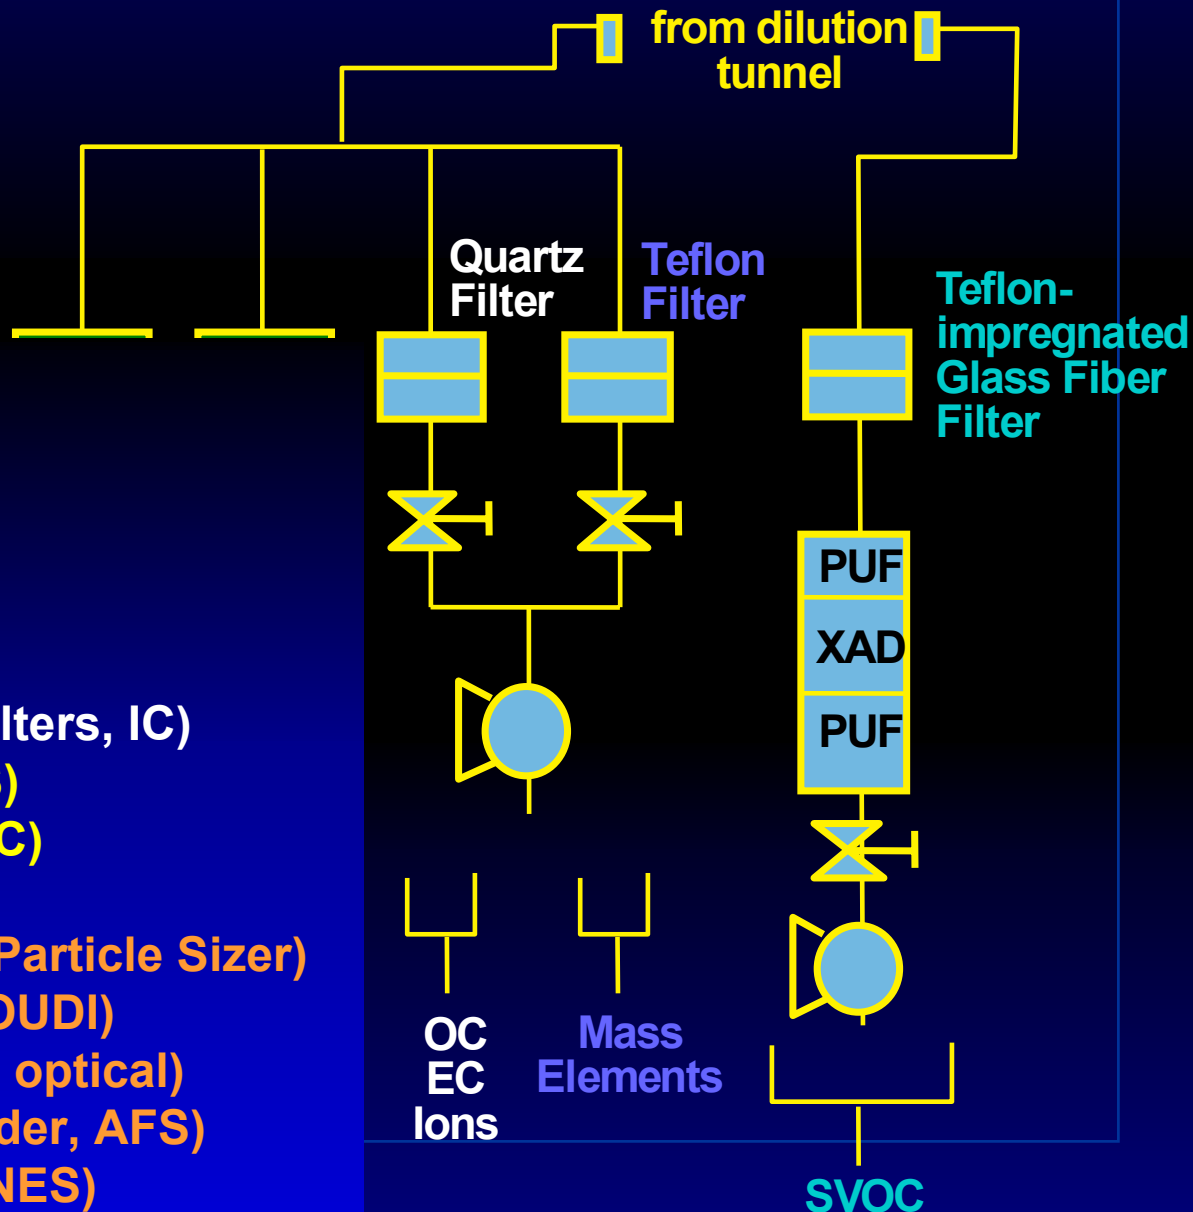 from dilution
tunnel
Quartz
Filter
Teflon
Filter
Teflon-
impregnated
Glass Fiber
Filter
PUF
XAD
PUF
lters, IC)
C)
Particle Sizer)
OUDI)
optical)
der, AFS)
NES)
OC
EC
Ions
Mass
Elements
SVOC